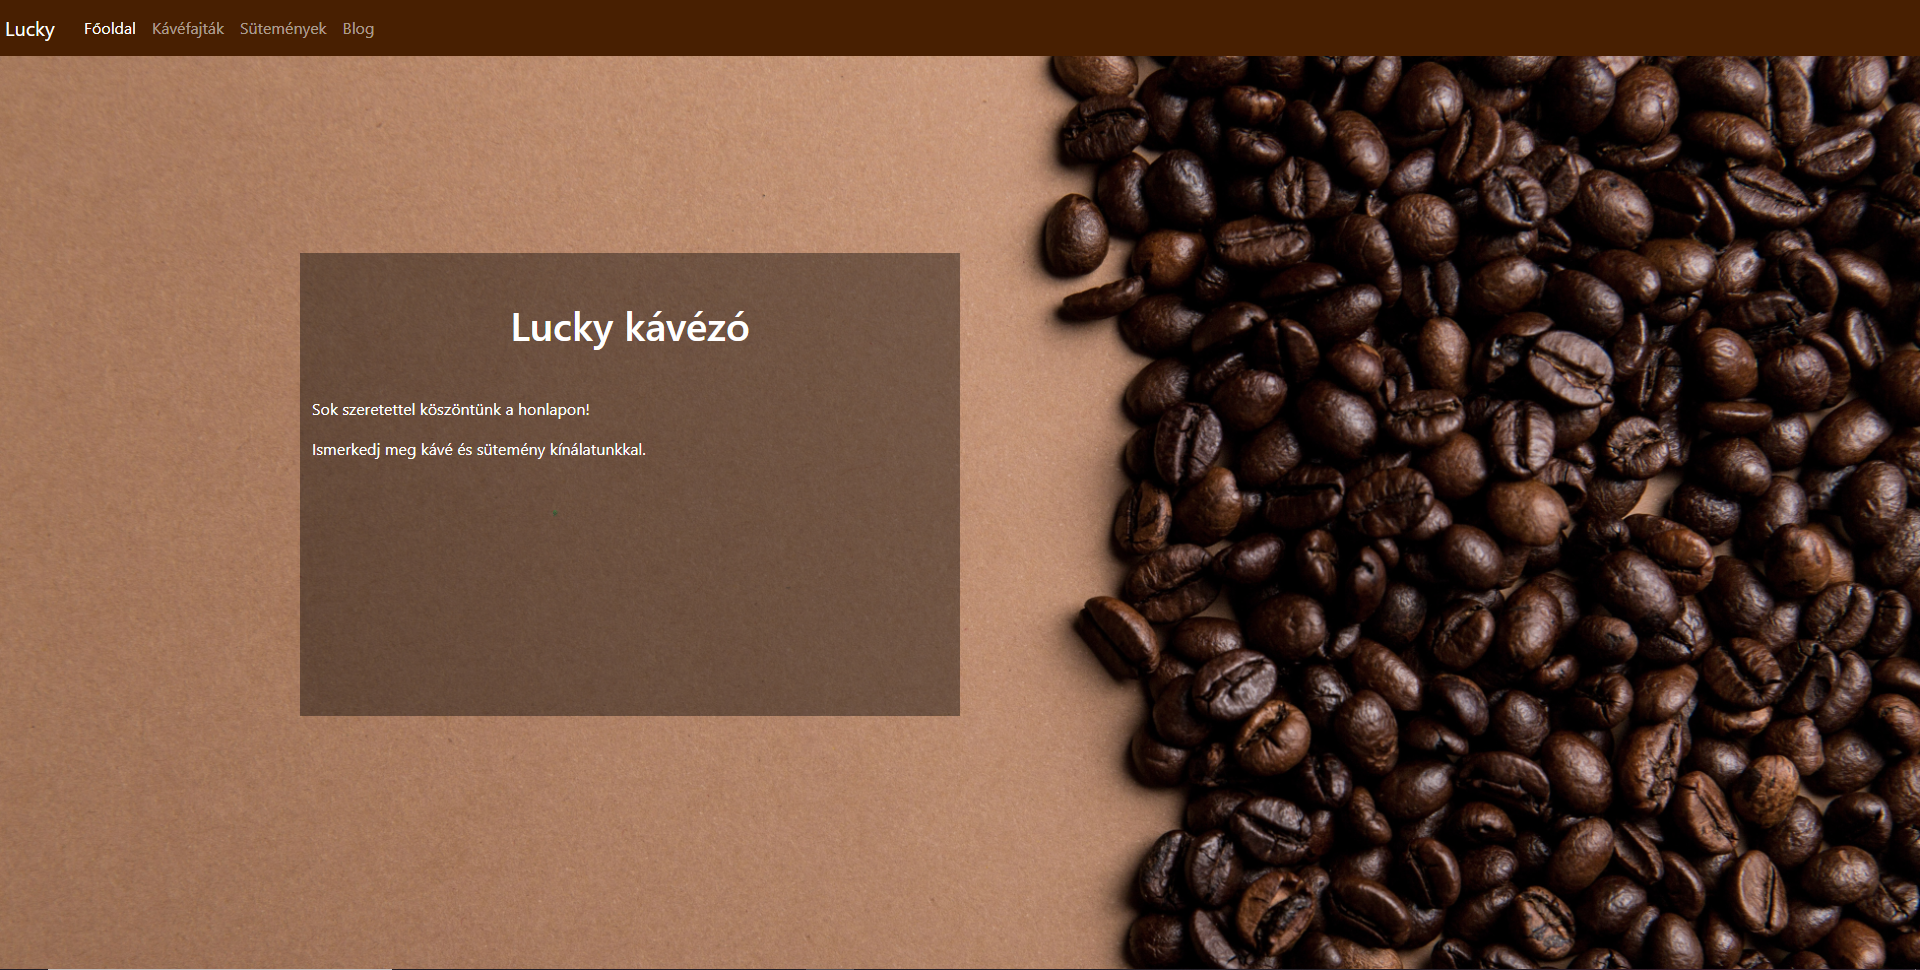 Lucky Főoldal Kávéfajták Sütemények Blog
Lucky kávézó
Sok szeretettel köszöntünk a honlapon!
Ismerkedj meg kávé és sütemény kínálatunkkal.